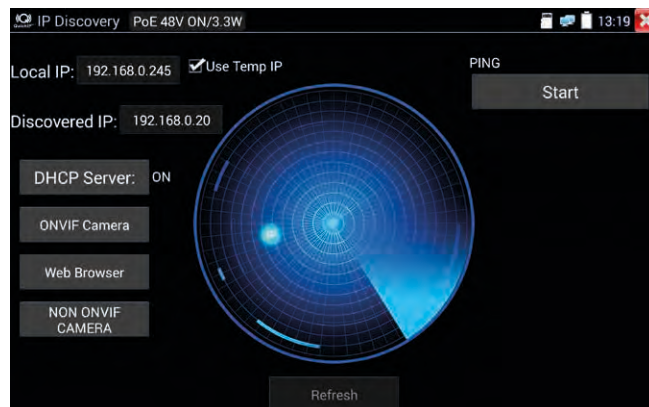 IP Discovery PoE 48V ON/3.3W 13:19
Local IP: 192.168.0.245 Use Temp IP
PING
Start
Discovered IP: 192.168.0.20
DHCP Server: ON
ONVIF Camera
Web Browser
NON ONVIF
CAMERA
Refresh